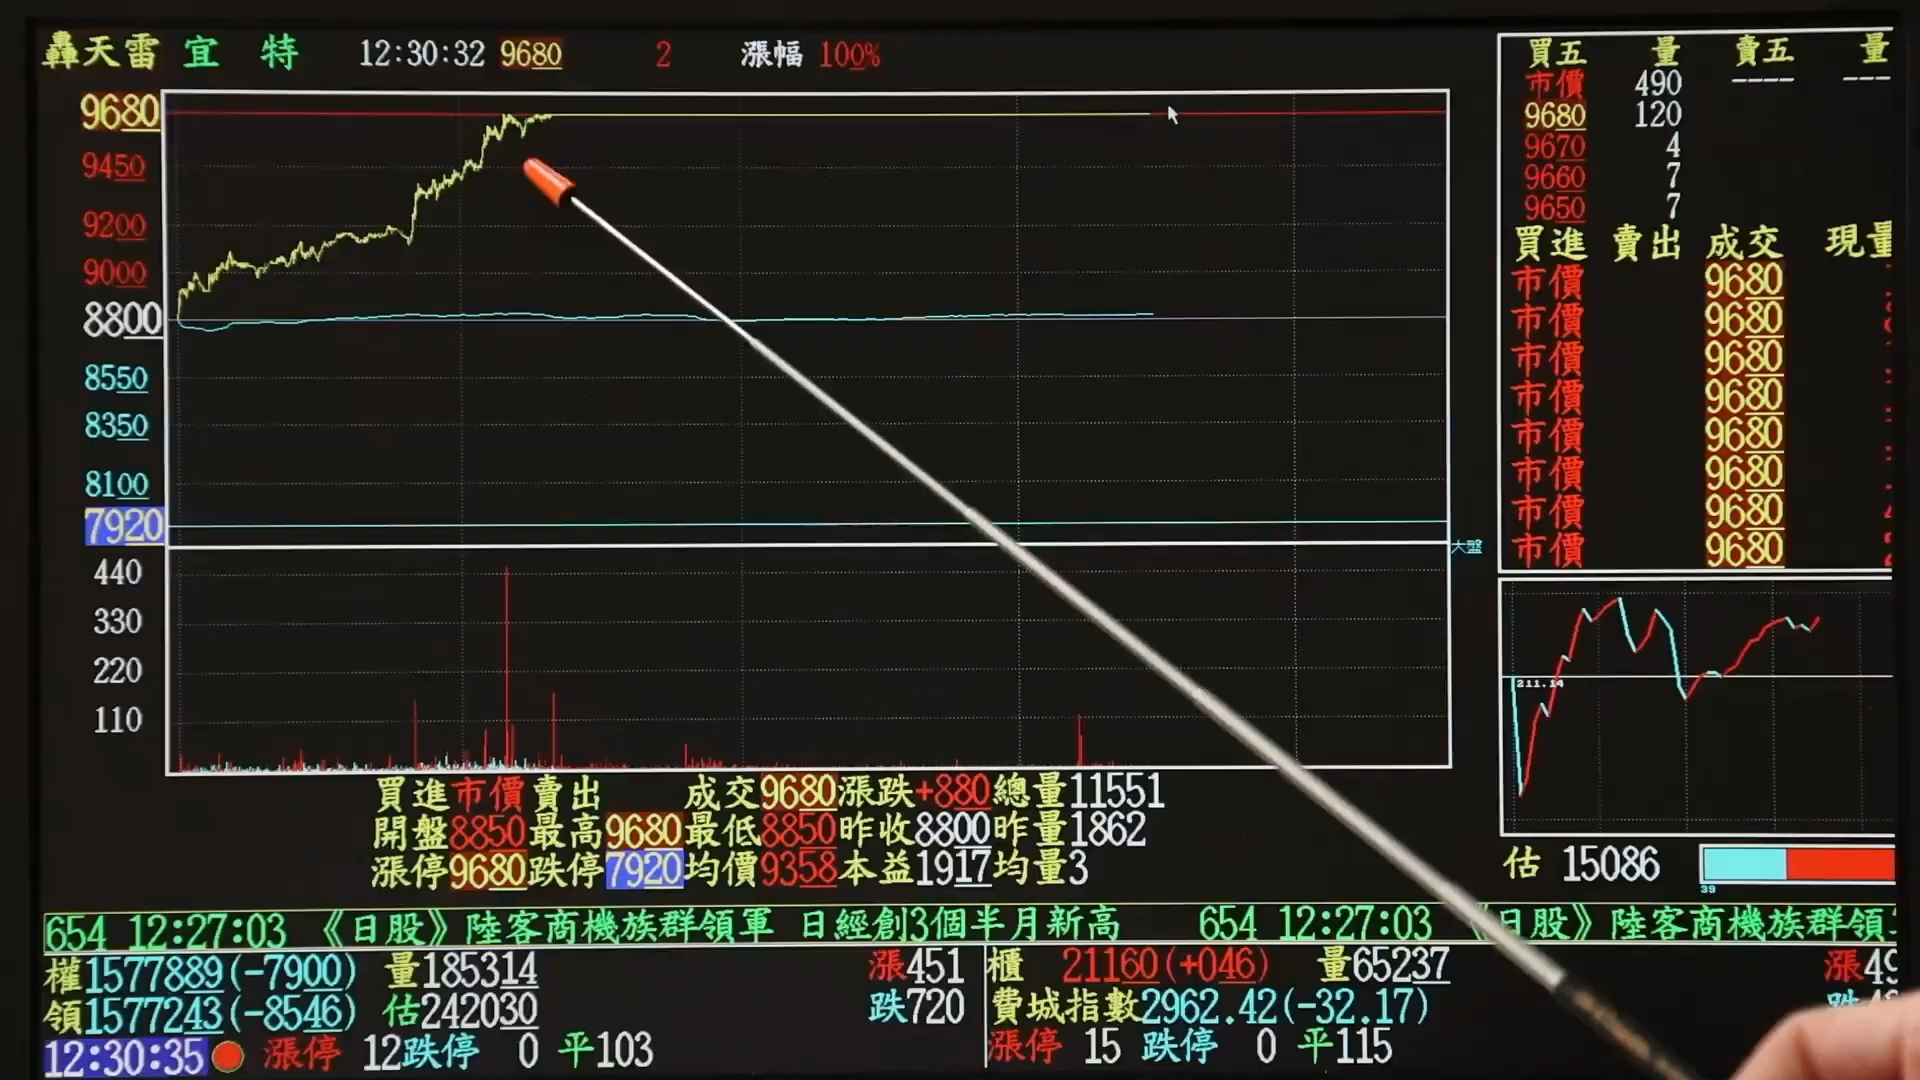 轟天雷 宜 特 12:30:32 9680 2 漲幅 100%
9680
9450
9200
9000
8800
8550
8350
8100
7920
440
330
220
110
大盤
買五 量 賣五 量
市價 490 ---- ---
9680 120
9670 4
9660 7
9650 7
買進 賣出 成交 現量
市價 9680
市價 9680
市價 9680
市價 9680
市價 9680
市價 9680
市價 9680
市價 9680
211.14
估 15086
39
買進市價賣出 成交9680漲跌+880總量11551
開盤8850最高9680最低8850昨收8800昨量1862
漲停9680跌停7920均價9358本益1917均量3
654 12:27:03 《日股》陸客商機族群領軍 日經創3個半月新高 654 12:27:03 《日股》陸客商機族群領
權1577889(-7900) 量185314 漲451 櫃 21160(+046) 量65237 漲
領1577243(-8546) 估242030 跌720 費城指數2962.42(-32.17) 跌
12:30:35 漲停 12跌停 0 平103 漲停 15 跌停 0 平115